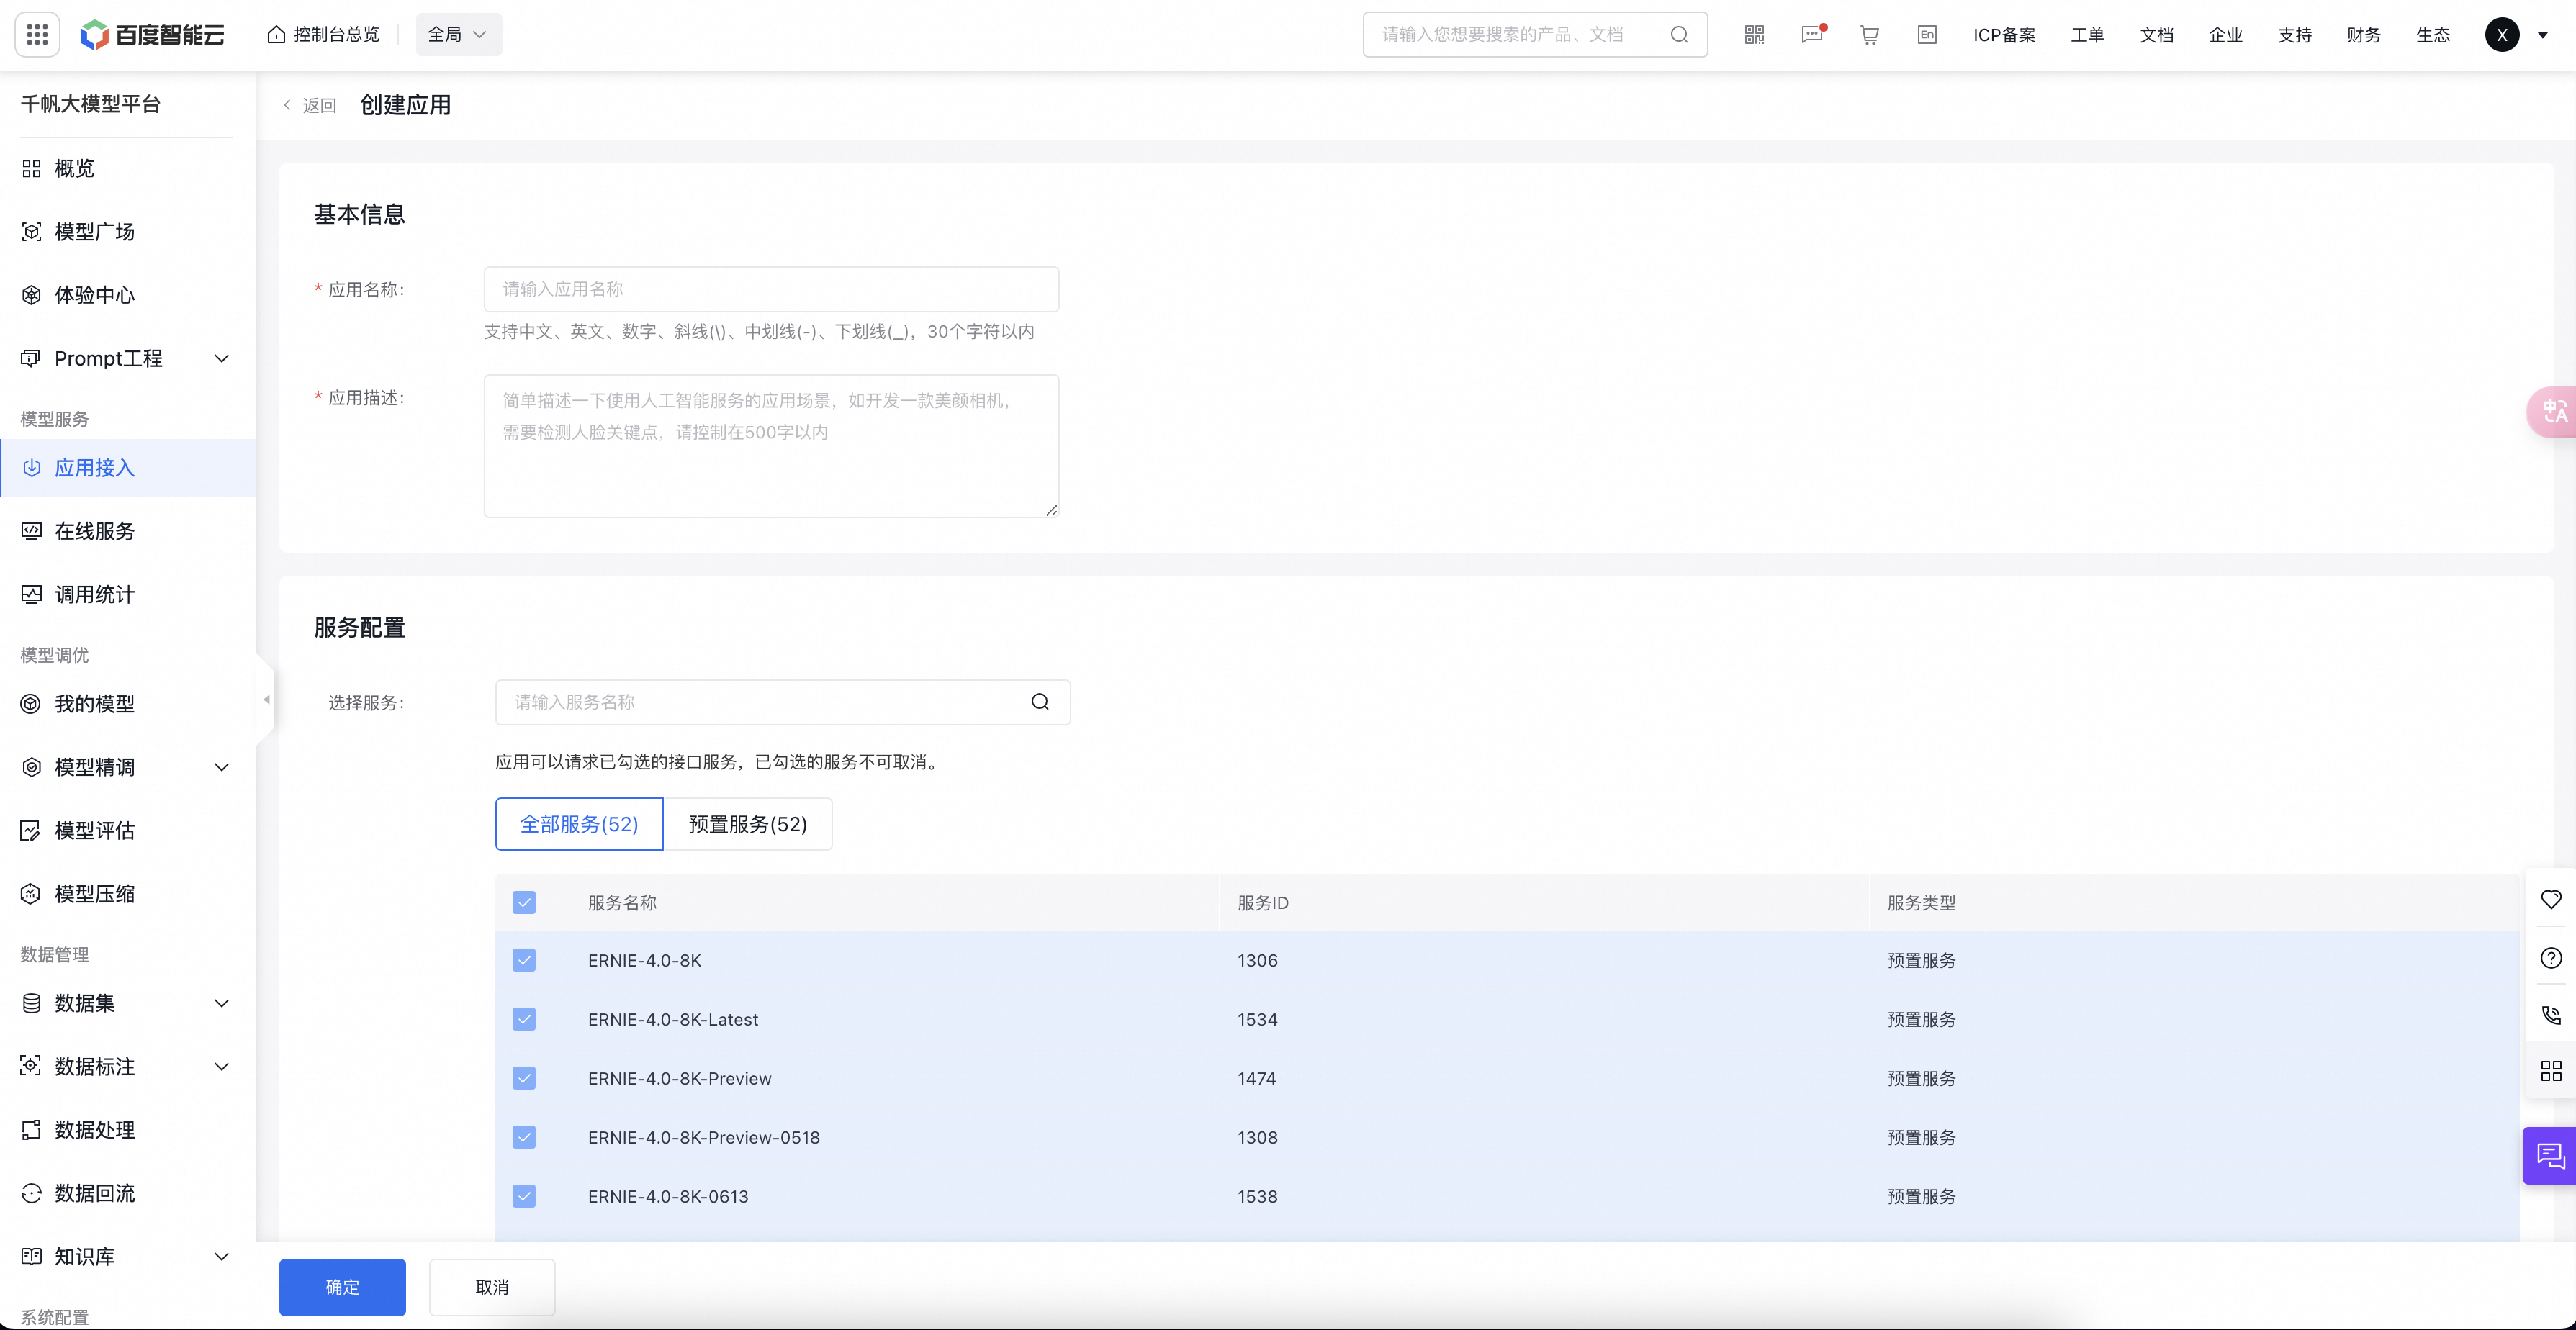 百度智能云
控制台总览
全局
请输入您想要搜索的产品、文档
En
ICP备案
工单
文档
企业
支持
财务
生态
X
千帆大模型平台
概览
模型广场
体验中心
Prompt工程
模型服务
应用接入
在线服务
调用统计
模型调优
我的模型
模型精调
模型评估
模型压缩
数据管理
数据集
数据标注
数据处理
数据回流
知识库
系统配置
返回
创建应用
基本信息
* 应用名称:
请输入应用名称
支持中文、英文、数字、斜线(\)、中划线(-)、下划线(_)，30个字符以内
* 应用描述:
简单描述一下使用人工智能服务的应用场景，如开发一款美颜相机，
需要检测人脸关键点，请控制在500字以内
服务配置
选择服务:
请输入服务名称
应用可以请求已勾选的接口服务，已勾选的服务不可取消。
全部服务(52)
预置服务(52)
服务名称 服务ID 服务类型
ERNIE-4.0-8K 1306 预置服务
ERNIE-4.0-8K-Latest 1534 预置服务
ERNIE-4.0-8K-Preview 1474 预置服务
ERNIE-4.0-8K-Preview-0518 1308 预置服务
ERNIE-4.0-8K-0613 1538 预置服务
确定
取消
中A